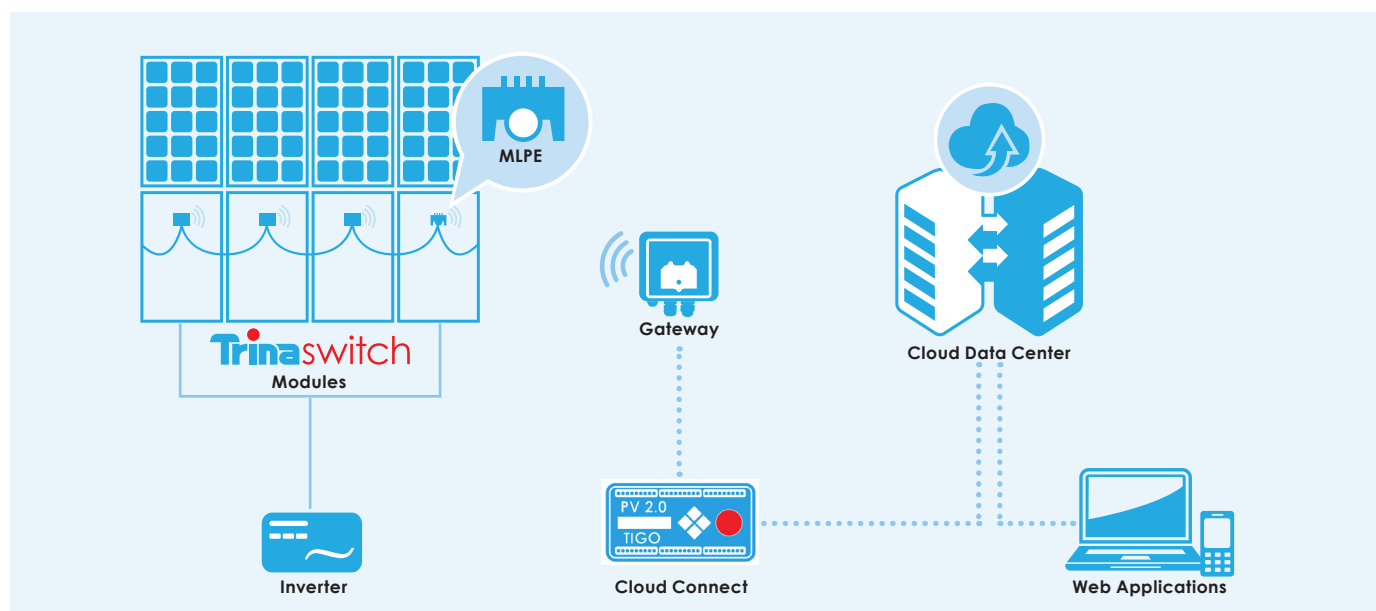 MLPE
Trinaswitch
Modules
Gateway
Cloud Data Center
PV 2.0
TIGO
Inverter
Cloud Connect
Web Applications